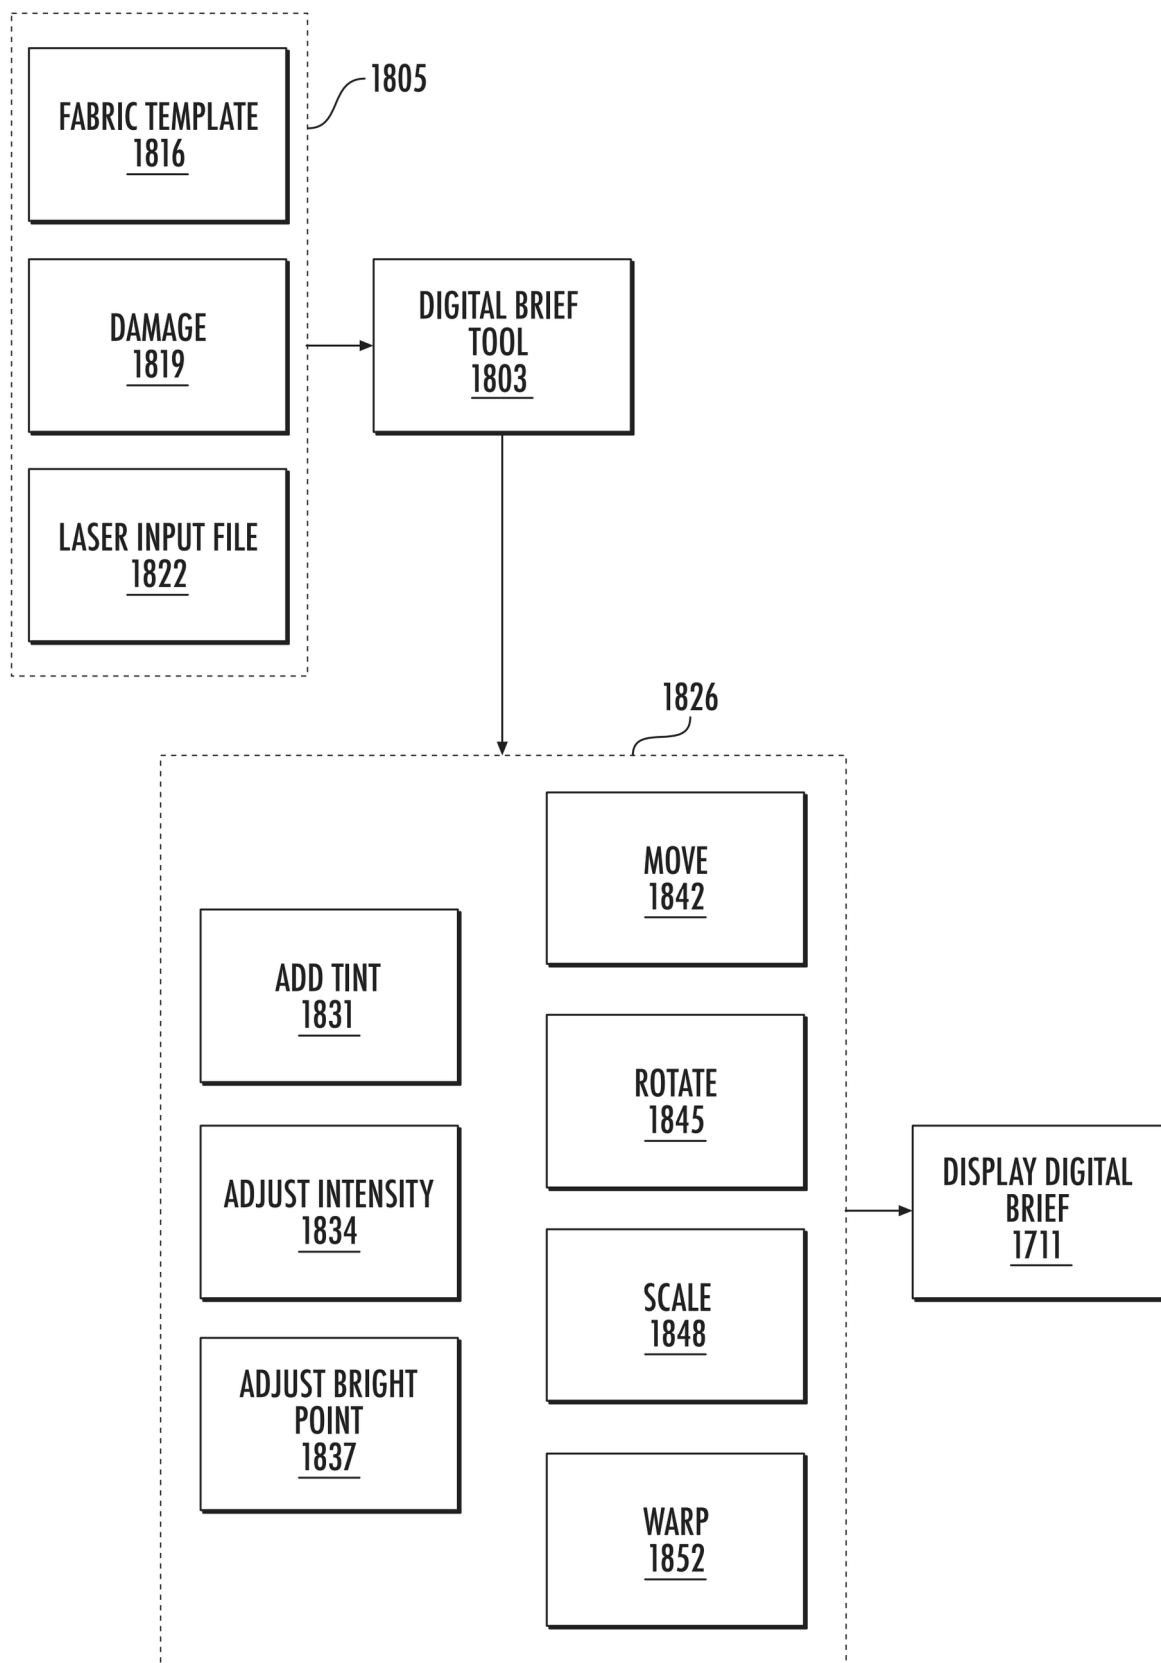 FABRIC TEMPLATE
1816
1805
DAMAGE
1819
DIGITAL BRIEF
TOOL
1803
LASER INPUT FILE
1822
1826
MOVE
1842
ADD TINT
1831
ROTATE
1845
ADJUST INTENSITY
1834
DISPLAY DIGITAL
BRIEF
1711
SCALE
1848
ADJUST BRIGHT
POINT
1837
WARP
1852